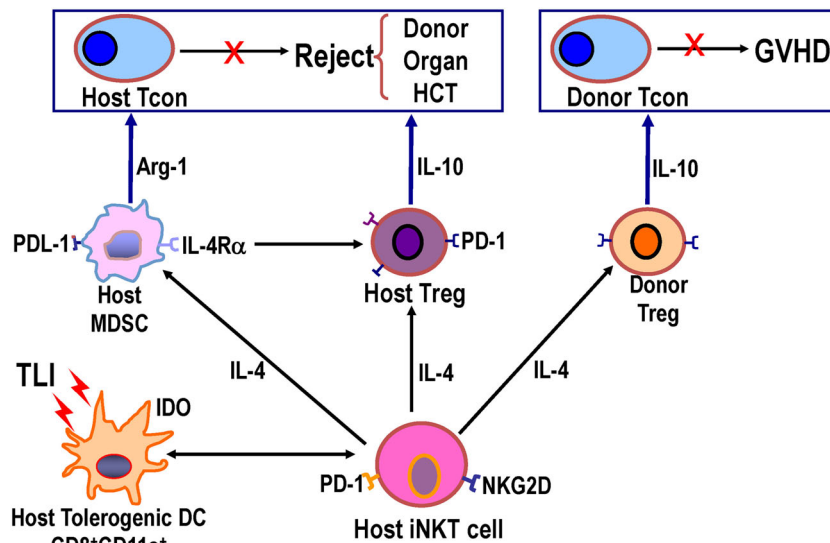 Host Tcon
X
Reject
Donor
Organ
HCT
Donor Tcon
X
GVHD
Arg-1
IL-10
IL-10
PDL-1
IL-4Rα
PD-1
Host
MDSC
Host Treg
Donor
Treg
IL-4
IL-4
IL-4
TLI
IDO
PD-1
NKG2D
Host Tolerogenic DC
Host iNKT cell